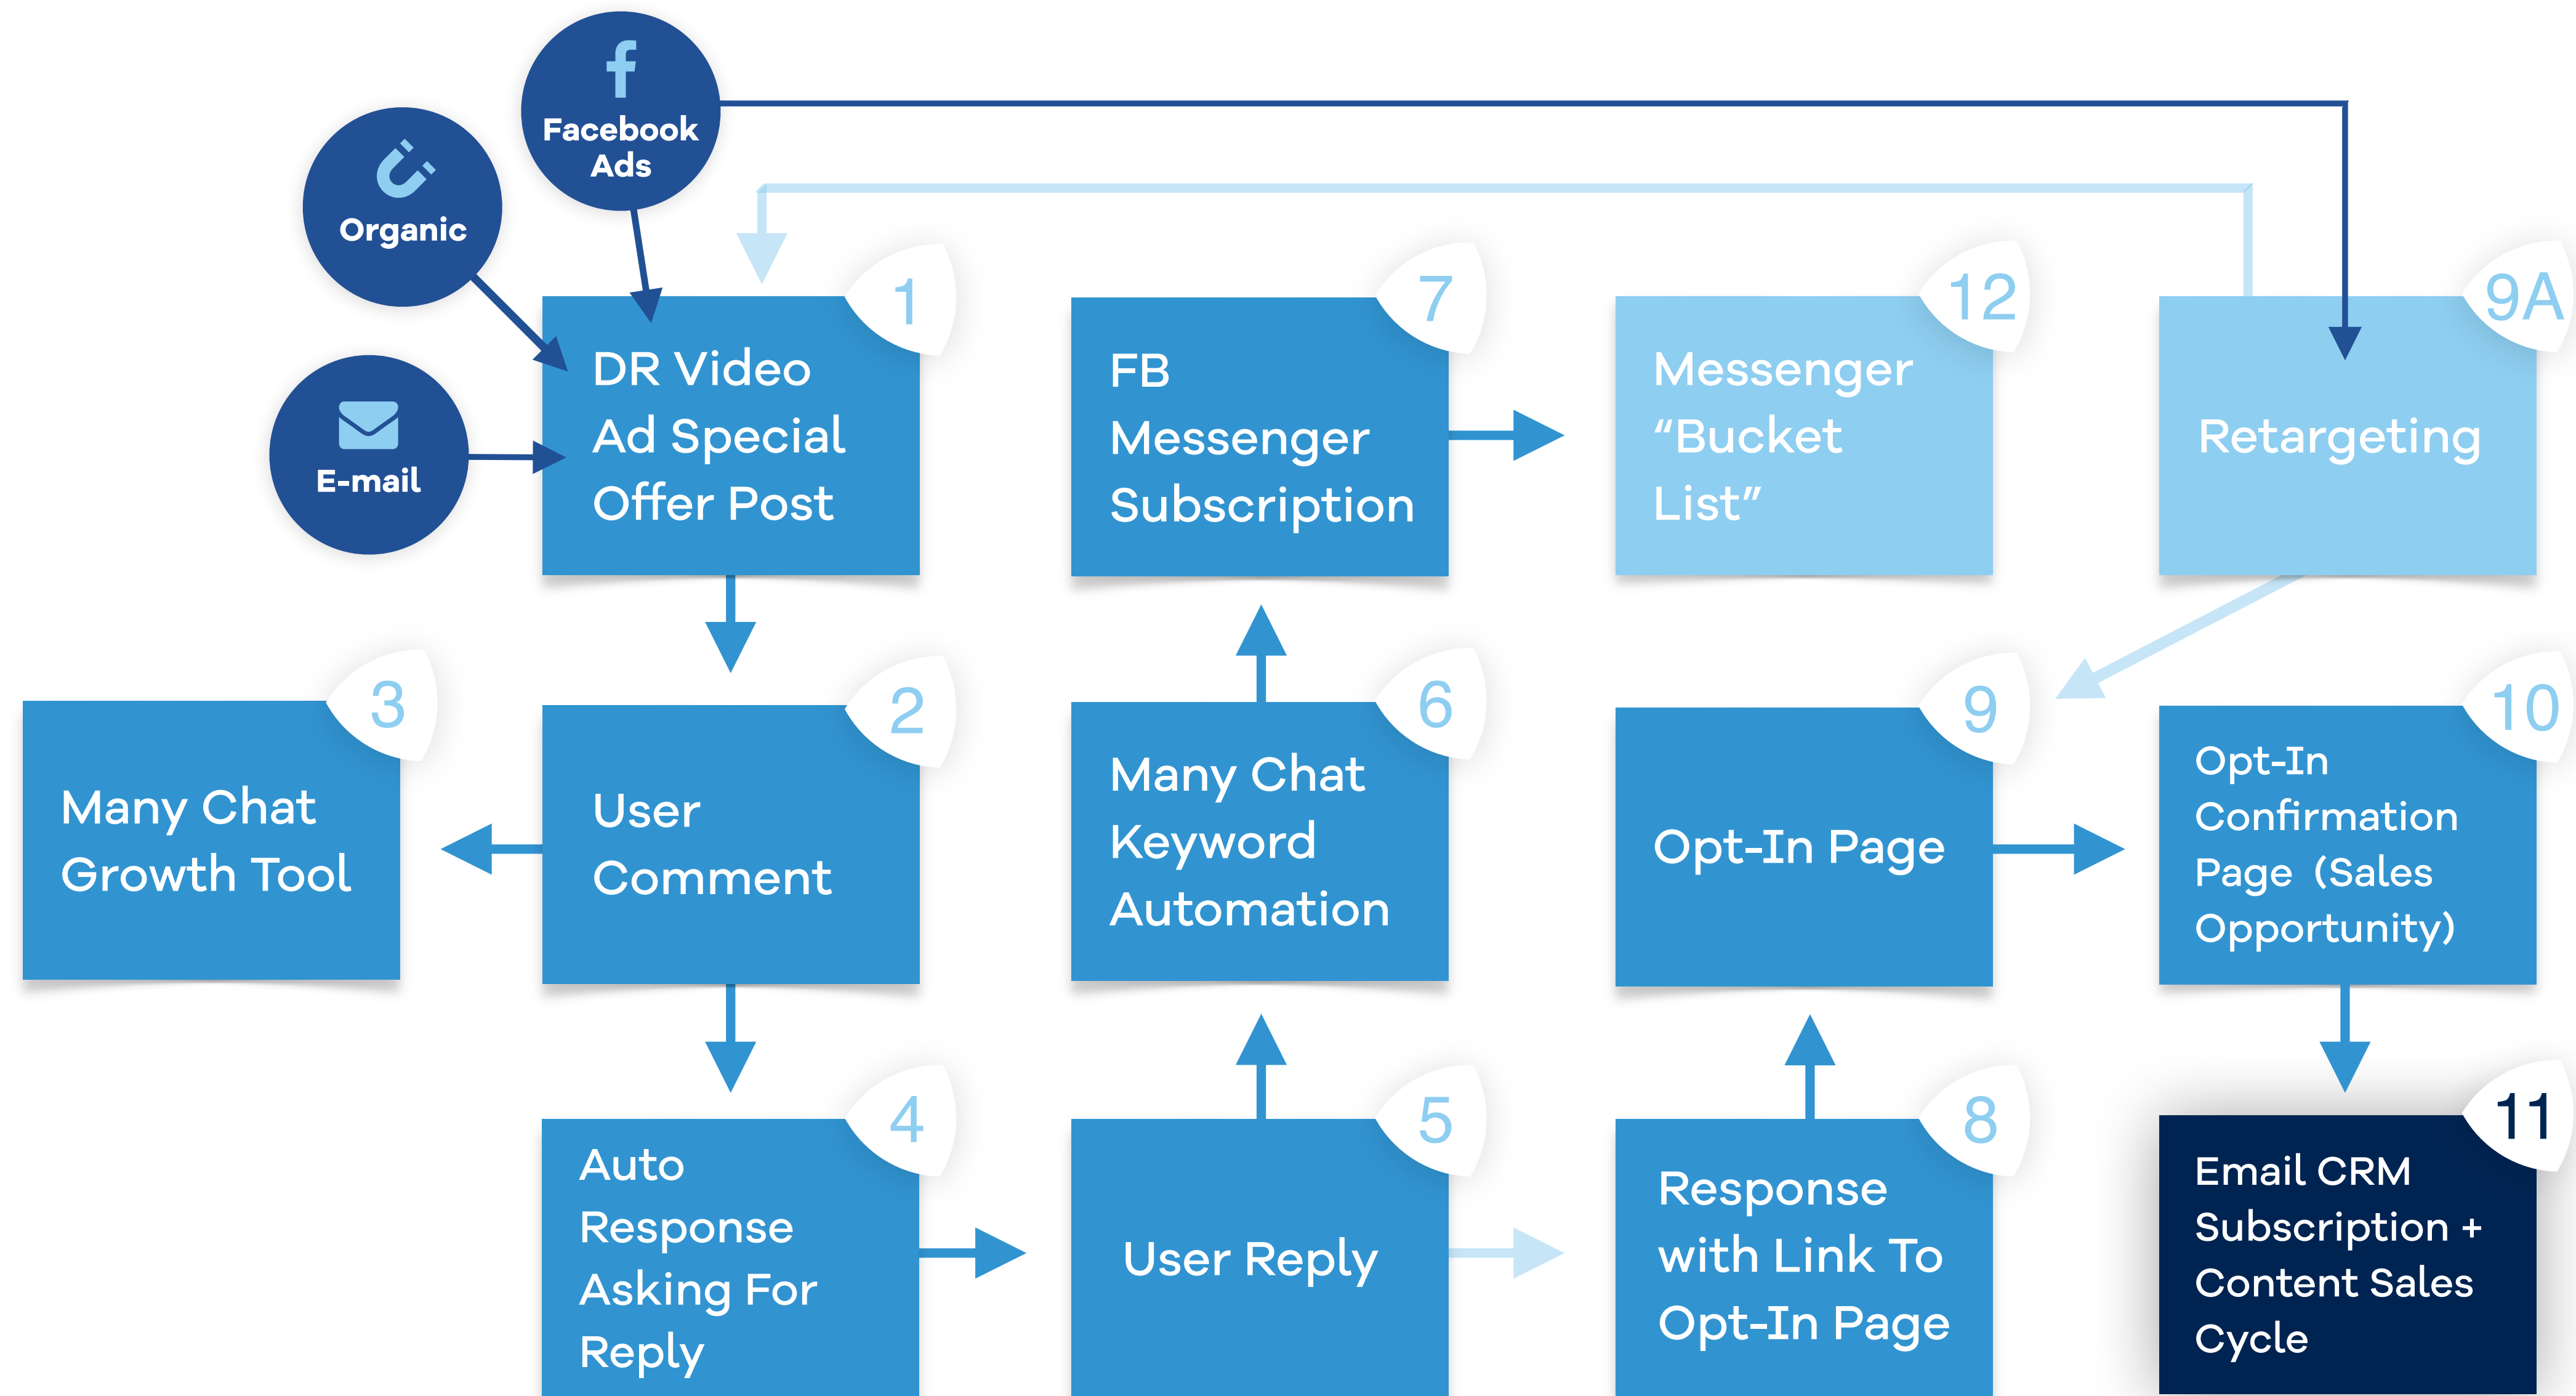 Facebook
Ads
Organic
E-mail
1
DR Video
Ad Special
Offer Post
7
FB
Messenger
Subscription
12
Messenger
“Bucket
List”
9A
Retargeting
3
Many Chat
Growth Tool
2
User
Comment
6
Many Chat
Keyword
Automation
9
Opt-In Page
10
Opt-In
Confirmation
Page (Sales
Opportunity)
4
Auto
Response
Asking For
Reply
5
User Reply
8
Response
with Link To
Opt-In Page
11
Email CRM
Subscription +
Content Sales
Cycle